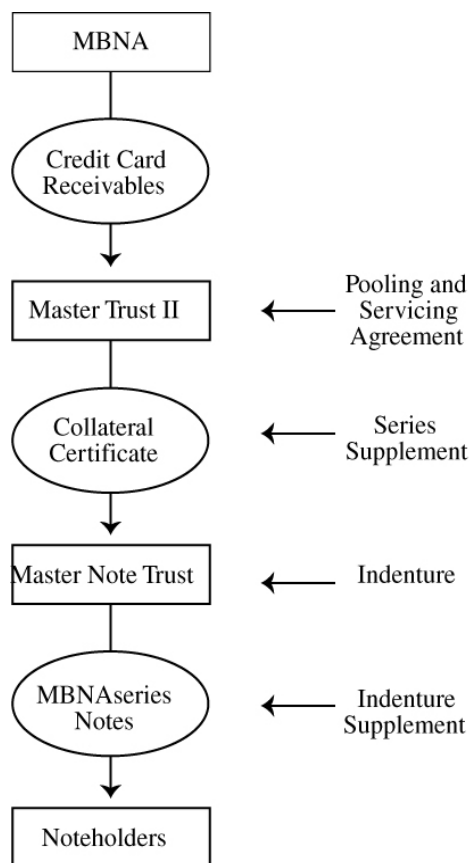 MBNA
Credit Card
Receivables
Master Trust II
Pooling and
Servicing
Agreement
Collateral
Certificate
Series
Supplement
Master Note Trust
Indenture
MBNAseries
Notes
Indenture
Supplement
Noteholders